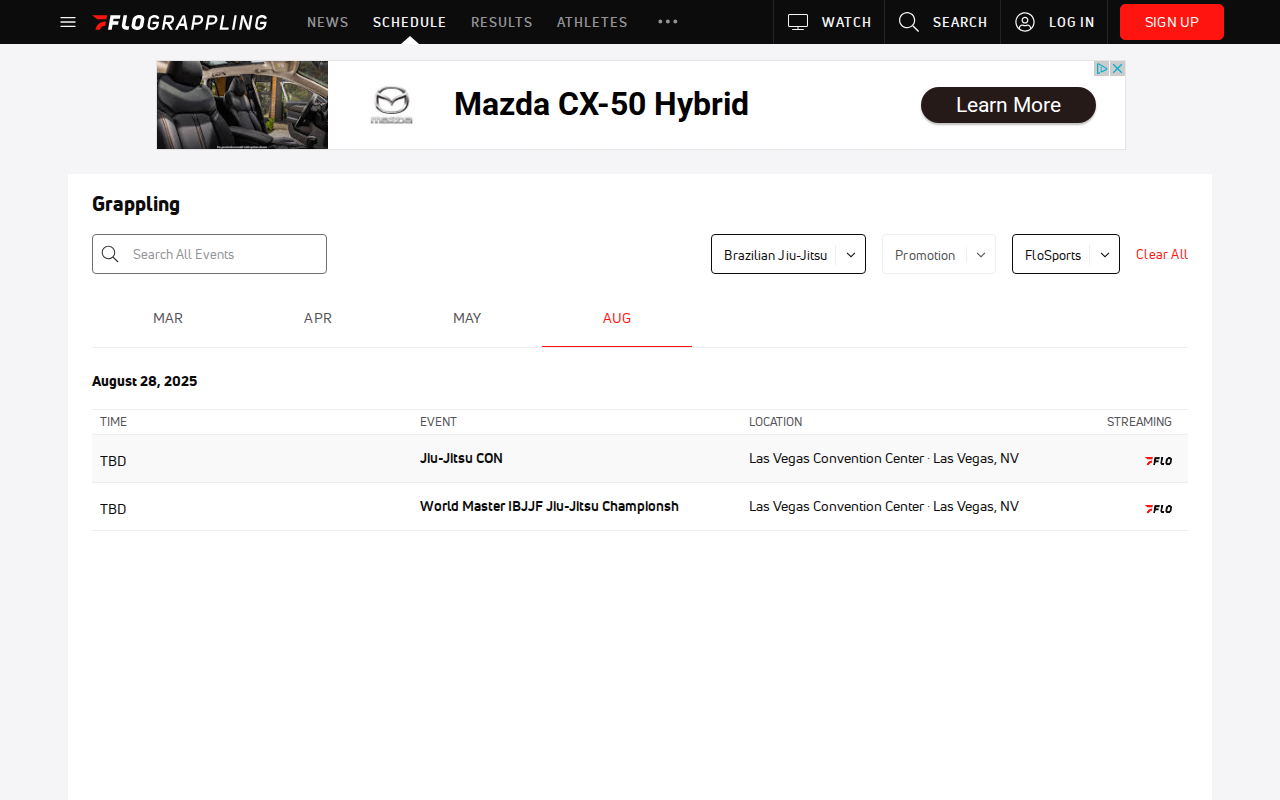 FLOGRAPPLING NEWS SCHEDULE RESULTS ATHLETES ••• WATCH SEARCH LOG IN SIGN UP
mazda Mazda CX-50 Hybrid Learn More
Grappling
Search All Events Brazilian Jiu-Jitsu Promotion FloSports Clear All
MAR APR MAY AUG
August 28, 2025
TIME EVENT LOCATION STREAMING
TBD Jiu-Jitsu CON Las Vegas Convention Center · Las Vegas, NV FLO
TBD World Master IBJJF Jiu-Jitsu Championsh Las Vegas Convention Center · Las Vegas, NV FLO